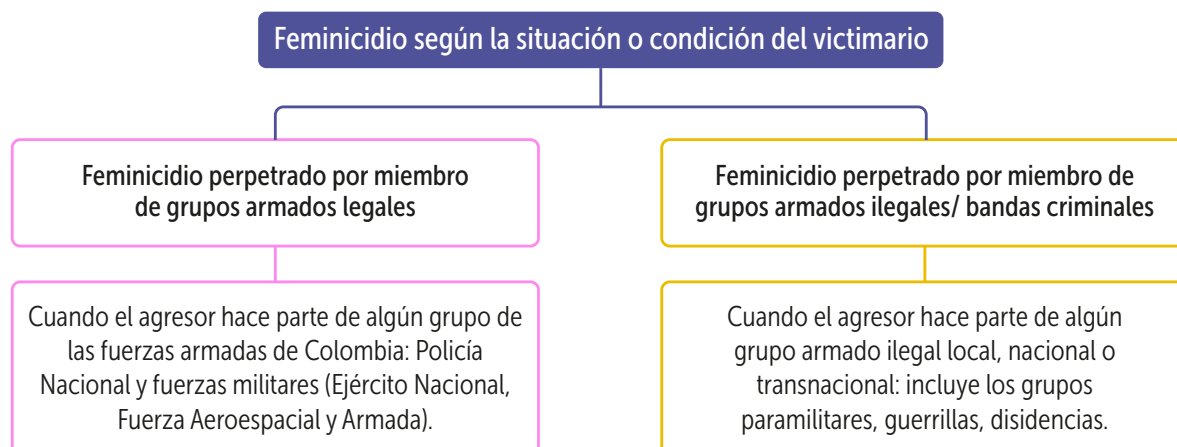 Feminicidio según la situación o condición del victimario
Feminicidio perpetrado por miembro
de grupos armados legales
Feminicidio perpetrado por miembro de
grupos armados ilegales/ bandas criminales
Cuando el agresor hace parte de algún grupo de
las fuerzas armadas de Colombia: Policía
Nacional y fuerzas militares (Ejército Nacional,
Fuerza Aeroespacial y Armada).
Cuando el agresor hace parte de algún
grupo armado ilegal local, nacional o
transnacional: incluye los grupos
paramilitares, guerrillas, disidencias.